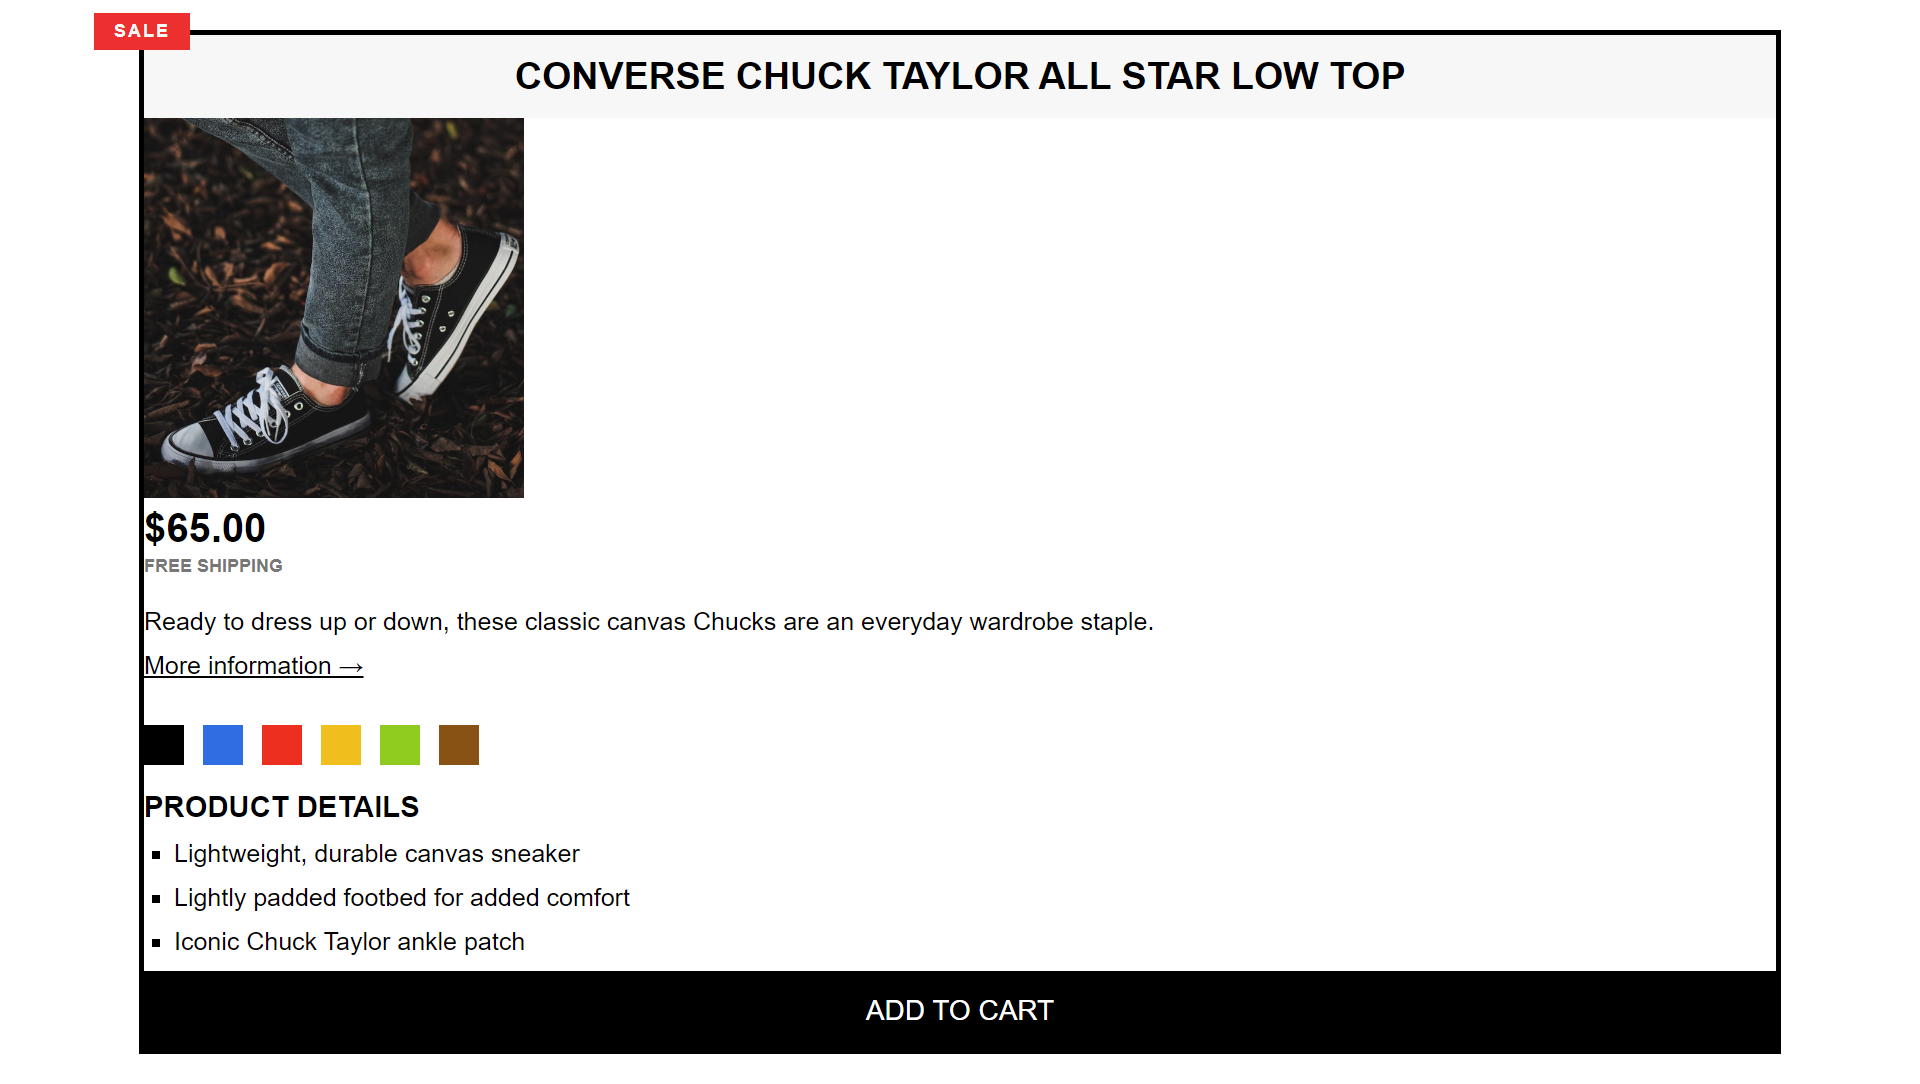 SALE
CONVERSE CHUCK TAYLOR ALL STAR LOW TOP
$65.00
FREE SHIPPING
Ready to dress up or down, these classic canvas Chucks are an everyday wardrobe staple.
More information →
PRODUCT DETAILS
Lightweight, durable canvas sneaker
Lightly padded footbed for added comfort
Iconic Chuck Taylor ankle patch
ADD TO CART